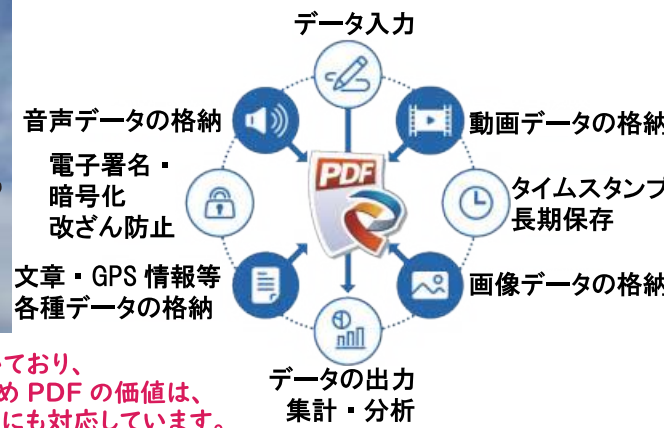 データ入力
音声データの格納
動画データの格納
電子署名・
暗号化
改ざん防止
PDF
タイムスタンプ
長期保存
文章・GPS 情報等
各種データの格納
画像データの格納
データの出力
集計・分析
ており、
め PDF の価値は、
にも対応しています。